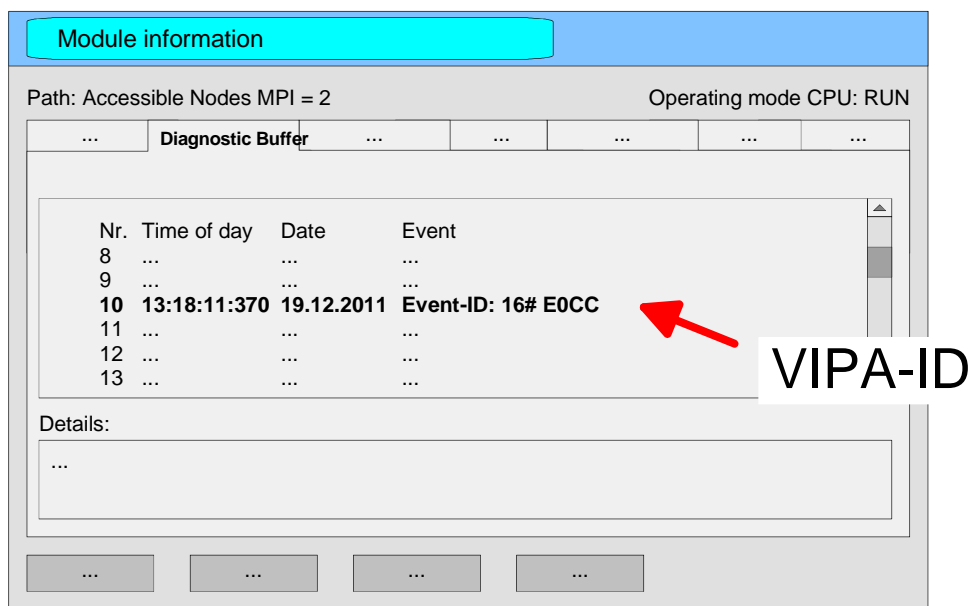 Module information
Path: Accessible Nodes MPI = 2 Operating mode CPU: RUN
... Diagnostic Buffer ... ... ... ... ...
Nr. Time of day Date Event
8 ... ... ...
9 ... ... ...
10 13:18:11:370 19.12.2011 Event-ID: 16# E0CC
11 ... ... ...
12 ... ... ...
13 ... ... ...
VIPA-ID
Details:
...
... ... ... ...